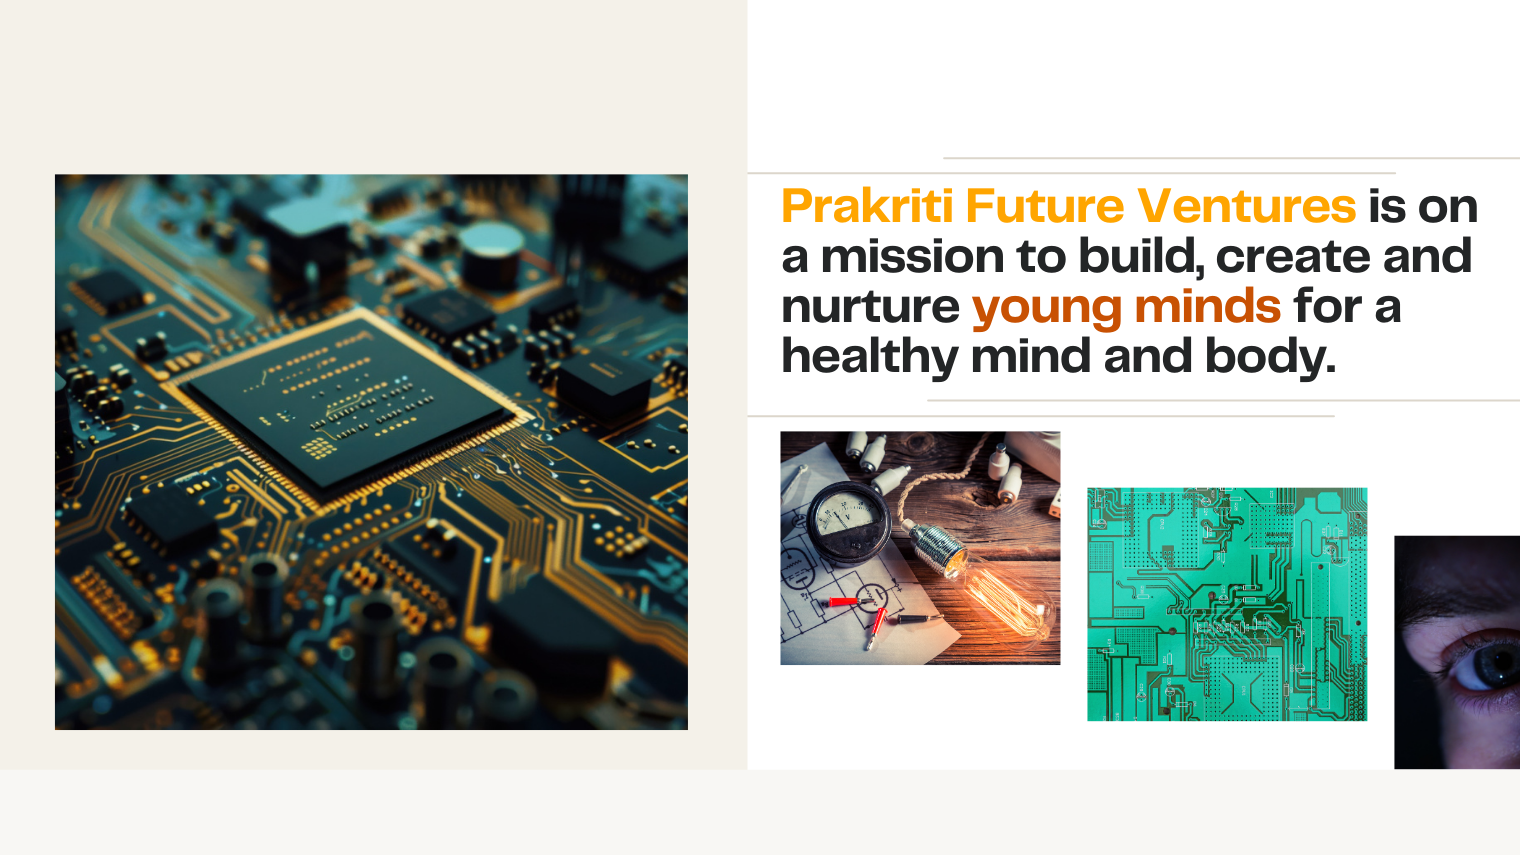 Prakriti Future Ventures is on
a mission to build, create and
nurture young minds for a
healthy mind and body.